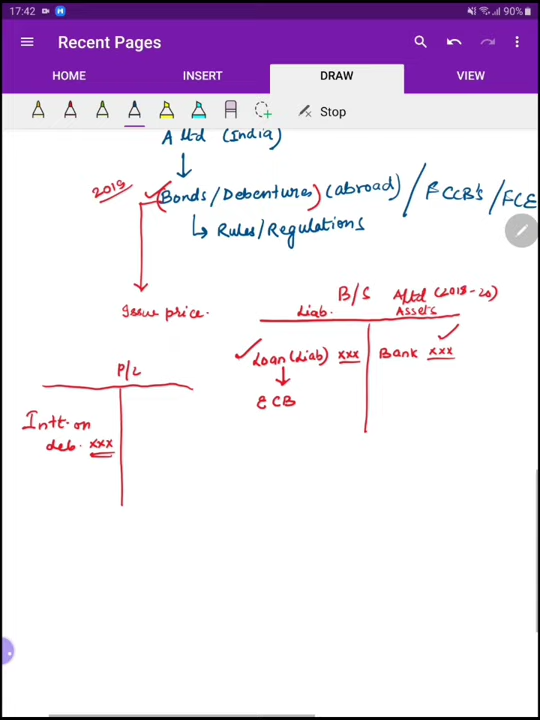 17:42
90%
Recent Pages
HOME INSERT DRAW VIEW
Stop
A ltd (India)
2019
(Bonds/Debentures) (abroad) / FCCB's / FCE
↳ Rules/Regulations
Issue price.
B/S A ltd (2019-20)
Liab. Assets
Loan (Liab) xxx Bank xxx
ECB
P/L
Intt. on
deb. xxx